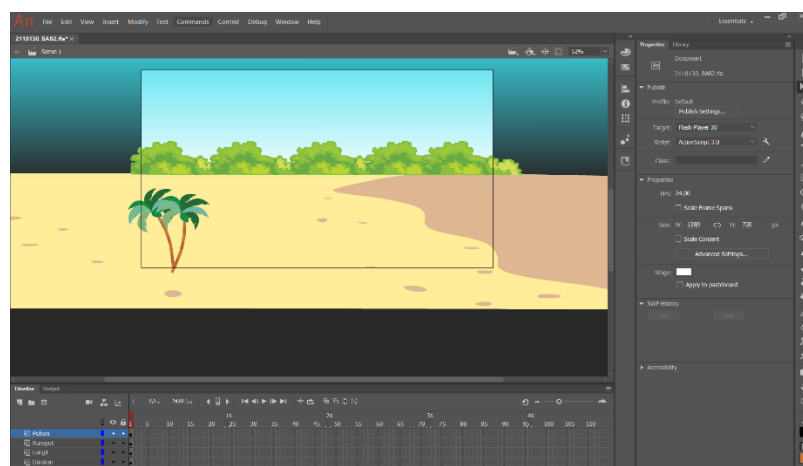 An File Edit View Insert Modify Text Commands Control Debug Window Help Essentials
2118130_BAB2.fla* ×
Scene 1 52%
Properties Library
Document
An 2118130_BAB2.fla
Publish
Profile: Default
Publish Settings...
Target: Flash Player 30
Script: ActionScript 3.0
Class:
Properties
FPS: 24.00
Scale Frame Spans
Size: W: 1280 H: 720 px
Scale Content
Advanced Settings...
Stage:
Apply to pasteboard
SWF History
Log Clear
Accessibility
Timeline Output
1s 2s 3s 4s
1 5 10 15 20 25 30 35 40 45 50 55 60 65 70 75 80 85 90 95 100 105 110
Pohon
Rumput
Langit
Daratan